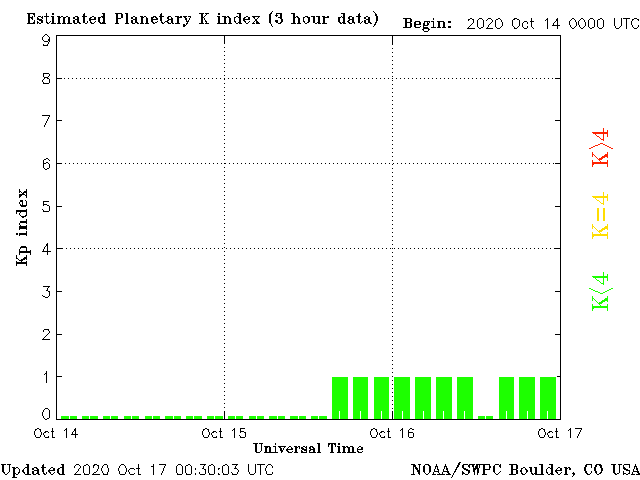 Estimated Planetary K index (3 hour data) Begin: 2020 Oct 14 0000 UTC
9
8
7
6
5
4
3
2
1
0
Kp index
K>4
K=4
K<4
Oct 14 Oct 15 Oct 16 Oct 17
Universal Time
Updated 2020 Oct 17 00:30:03 UTC NOAA/SWPC Boulder, CO USA